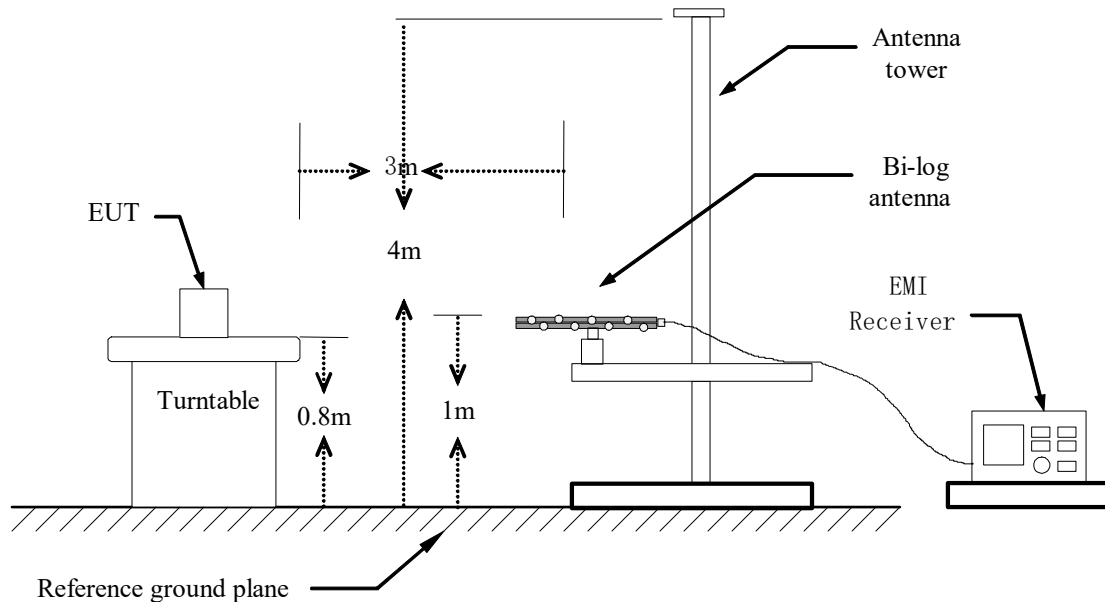 Antenna
tower
3m
Bi-log
antenna
EUT
4m
EMI
Receiver
Turntable
0.8m
1m
Reference ground plane